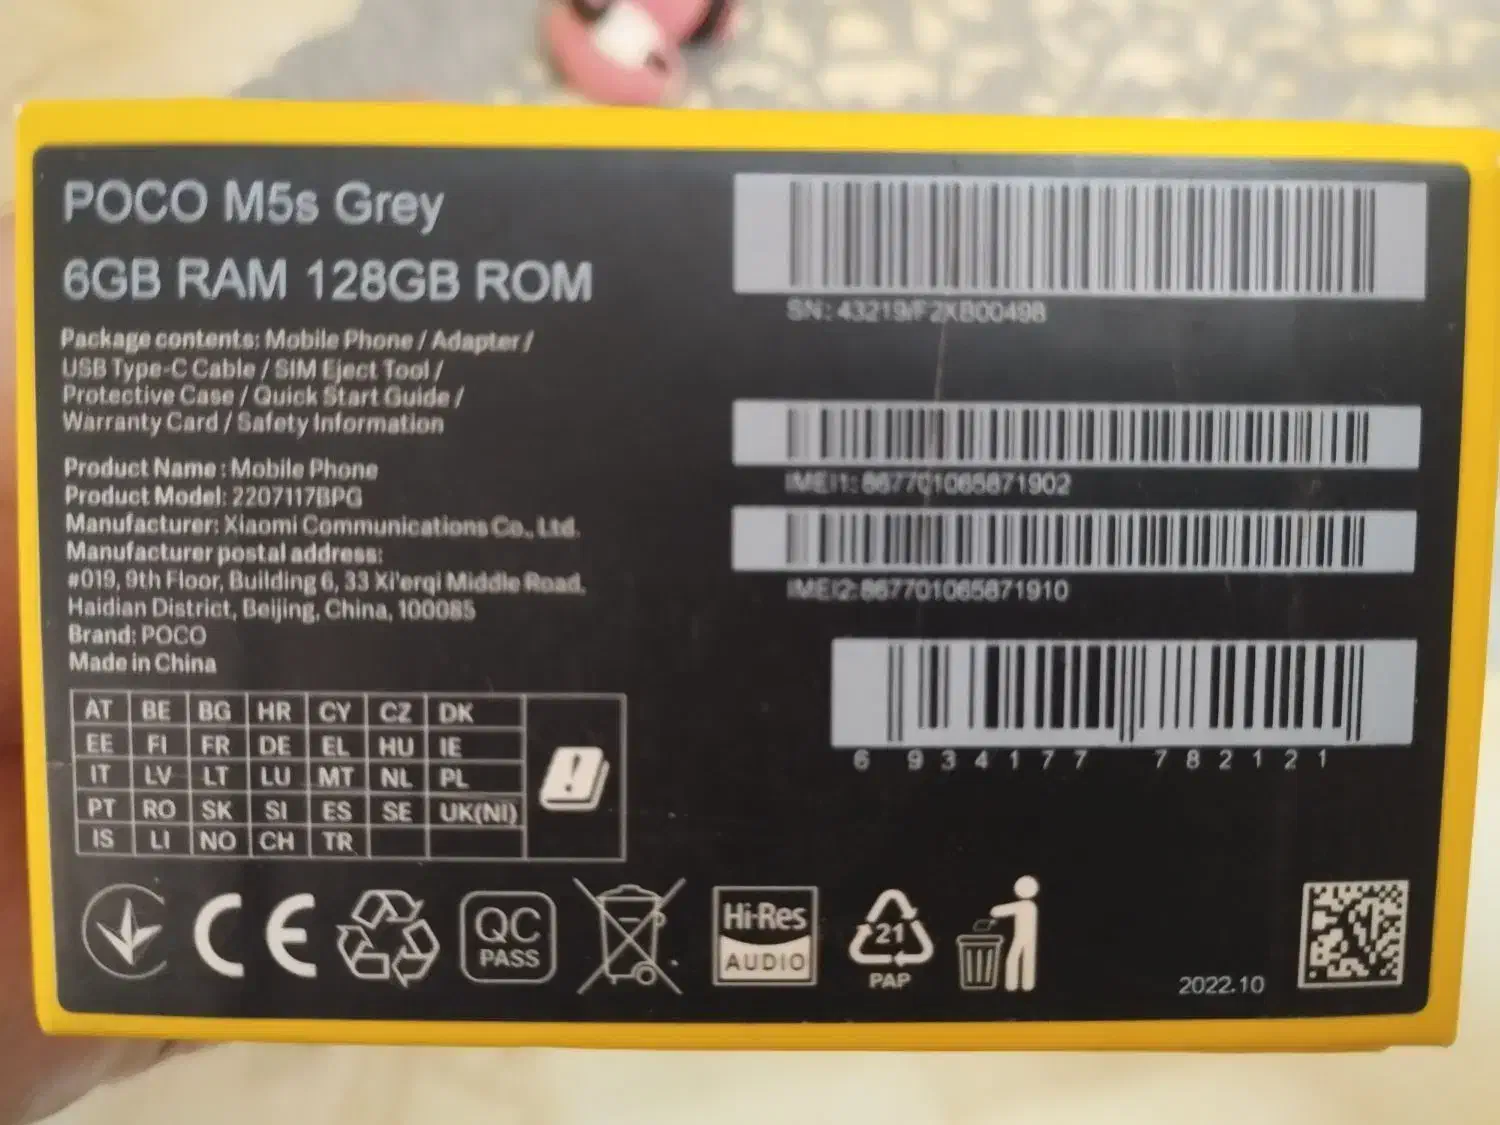 POCO M5s Grey
6GB RAM 128GB ROM
Package contents: Mobile Phone / Adapter /
USB Type-C Cable / SIM Eject Tool /
Protective Case / Quick Start Guide /
Warranty Card / Safety Information
Product Name : Mobile Phone
Product Model: 2207117BPG
Manufacturer: Xiaomi Communications Co., Ltd.
Manufacturer postal address:
#019, 9th Floor, Building 6, 33 Xi'erqi Middle Road,
Haidian District, Beijing, China, 100085
Brand: POCO
Made in China
AT BE BG HR CY CZ DK
EE FI FR DE EL HU IE
IT LV LT LU MT NL PL
PT RO SK SI ES SE UK(NI)
IS LI NO CH TR
SN:
IMEI1: 867701065871902
IMEI2: 867701065871910
6 934177 782121
CE
QC
PASS
Hi-Res
AUDIO
21
PAP
2022.10